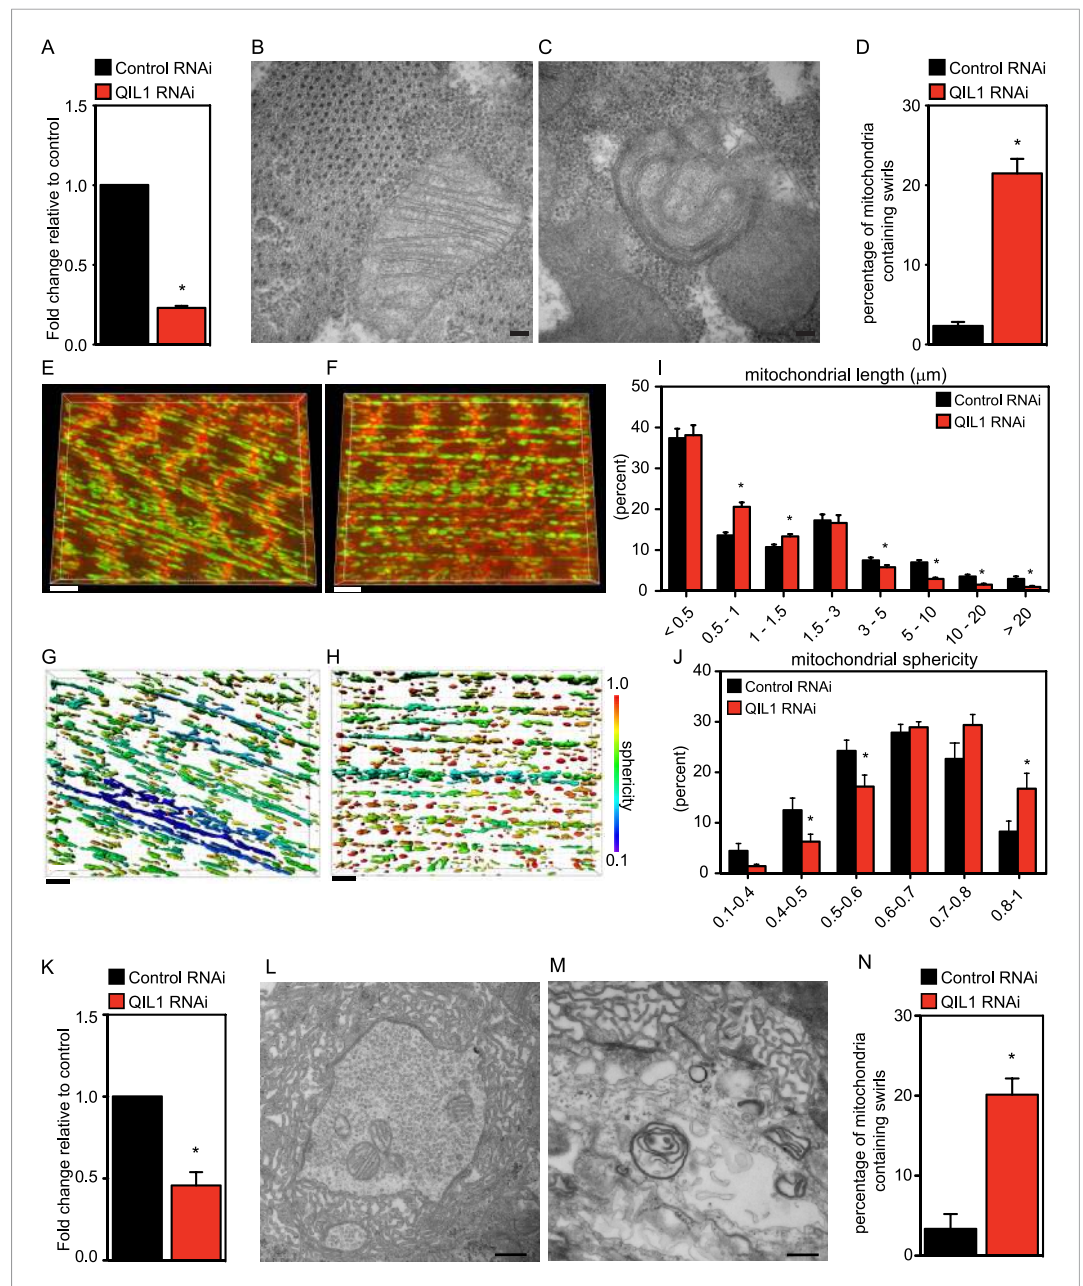 A
Control RNAi
QIL1 RNAi
Fold change relative to control
1.5
1.0
0.5
0.0
*
B
C
D
Control RNAi
QIL1 RNAi
percentage of mitochondria
containing swirls
30
20
10
0
*
E
F
I
mitochondrial length (μm)
Control RNAi
QIL1 RNAi
(percent)
50
40
30
20
10
0
* * * * * *
< 0.5
0.5 - 1
1 - 1.5
1.5 - 3
3 - 5
5 - 10
10 - 20
> 20
G
H
1.0
sphericity
0.1
J
mitochondrial sphericity
Control RNAi
QIL1 RNAi
(percent)
40
30
20
10
0
* * *
0.1-0.4
0.4-0.5
0.5-0.6
0.6-0.7
0.7-0.8
0.8-1
K
Control RNAi
QIL1 RNAi
Fold change relative to control
1.5
1.0
0.5
0.0
*
L
M
N
Control RNAi
QIL1 RNAi
percentage of mitochondria
containing swirls
30
20
10
0
*